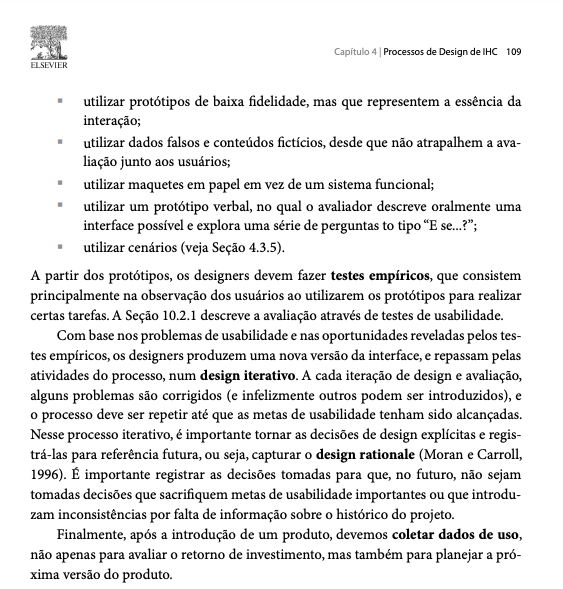 ELSEVIER
Capítulo 4 | Processos de Design de IHC 109
▪ utilizar protótipos de baixa fidelidade, mas que representem a essência da
interação;
▪ utilizar dados falsos e conteúdos fictícios, desde que não atrapalhem a ava-
liação junto aos usuários;
▪ utilizar maquetes em papel em vez de um sistema funcional;
▪ utilizar um protótipo verbal, no qual o avaliador descreve oralmente uma
interface possível e explora uma série de perguntas to tipo “E se...?”;
▪ utilizar cenários (veja Seção 4.3.5).
A partir dos protótipos, os designers devem fazer testes empíricos, que consistem
principalmente na observação dos usuários ao utilizarem os protótipos para realizar
certas tarefas. A Seção 10.2.1 descreve a avaliação através de testes de usabilidade.
Com base nos problemas de usabilidade e nas oportunidades reveladas pelos tes-
tes empíricos, os designers produzem uma nova versão da interface, e repassam pelas
atividades do processo, num design iterativo. A cada iteração de design e avaliação,
alguns problemas são corrigidos (e infelizmente outros podem ser introduzidos), e
o processo deve ser repetir até que as metas de usabilidade tenham sido alcançadas.
Nesse processo iterativo, é importante tornar as decisões de design explícitas e regis-
trá-las para referência futura, ou seja, capturar o design rationale (Moran e Carroll,
1996). É importante registrar as decisões tomadas para que, no futuro, não sejam
tomadas decisões que sacrifiquem metas de usabilidade importantes ou que introdu-
zam inconsistências por falta de informação sobre o histórico do projeto.
Finalmente, após a introdução de um produto, devemos coletar dados de uso,
não apenas para avaliar o retorno de investimento, mas também para planejar a pró-
xima versão do produto.